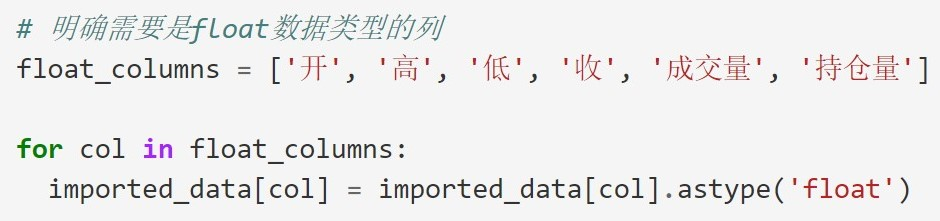 # 明确需要是float数据类型的列
float_columns = ['开', '高', '低', '收', '成交量', '持仓量']
for col in float_columns:
  imported_data[col] = imported_data[col].astype('float')